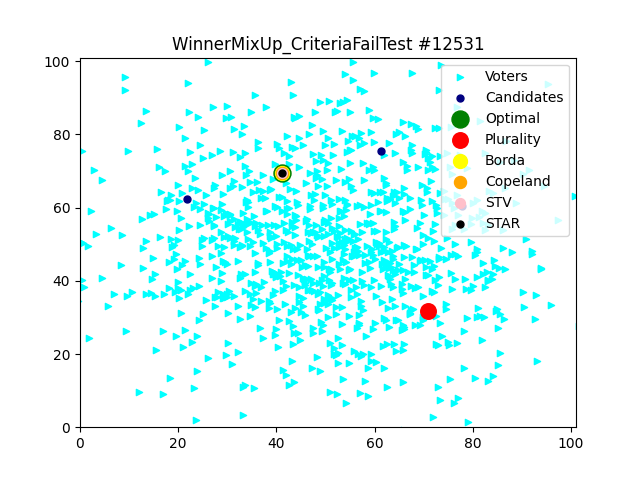 WinnerMixUp_CriteriaFailTest #12531
100
80
60
40
20
0
0
20
40
60
80
100
Voters
Candidates
Optimal
Plurality
Borda
Copeland
STV
STAR